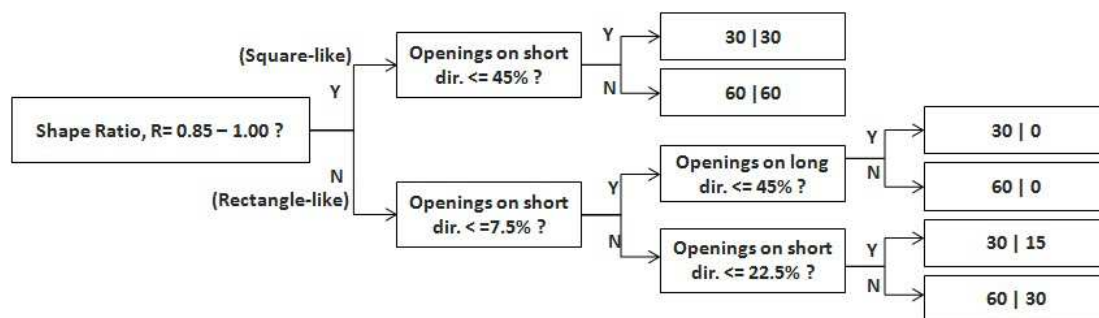 Shape Ratio, R= 0.85 – 1.00 ?
(Square-like)
Y
N
(Rectangle-like)
Openings on short
dir. <= 45% ?
Y
N
30 | 30
60 | 60
Openings on short
dir. < =7.5% ?
Y
N
Openings on long
dir. <= 45% ?
Y
N
30 | 0
60 | 0
Openings on short
dir. <= 22.5% ?
Y
N
30 | 15
60 | 30